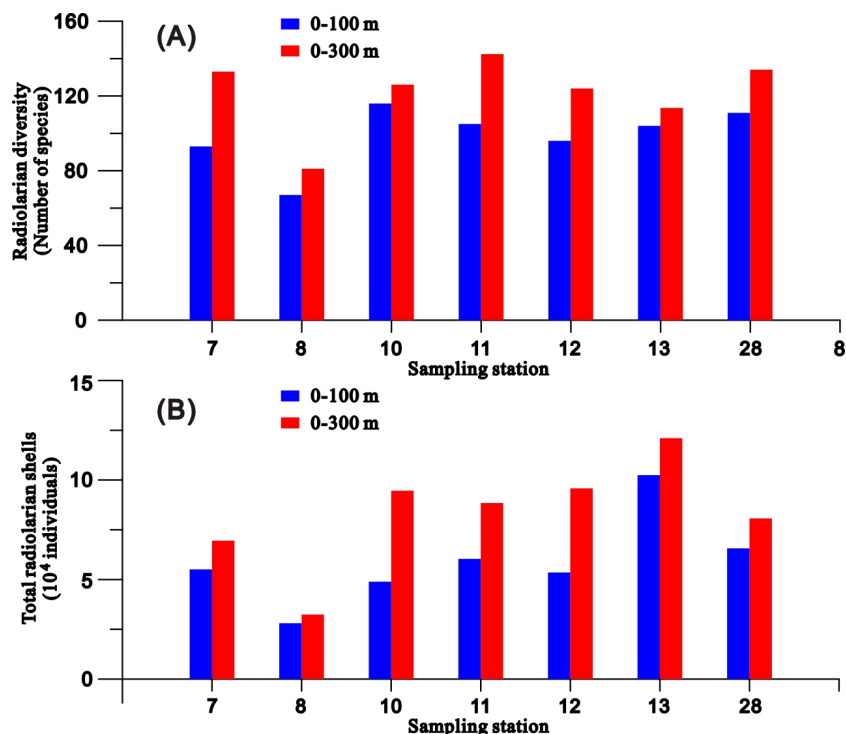 (A)
0-100 m
0-300 m
Radiolarian diversity
(Number of species)
160
120
80
40
0
7 8 10 11 12 13 28 8
Sampling station
(B)
0-100 m
0-300 m
Total radiolarian shells
(10⁴ individuals)
15
10
5
0
7 8 10 11 12 13 28
Sampling station